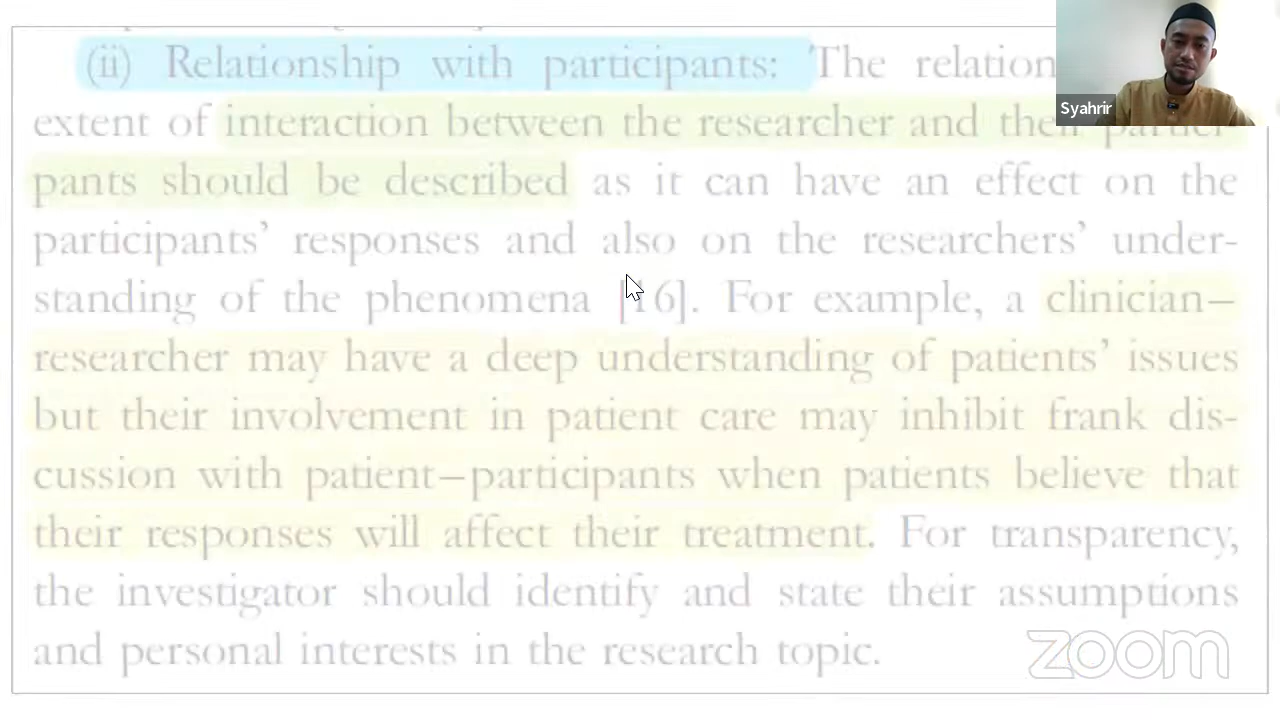 (ii) Relationship with participants: The relation
extent of interaction between the researcher and their partici-
pants should be described as it can have an effect on the
participants’ responses and also on the researchers’ under-
standing of the phenomena [16]. For example, a clinician–
researcher may have a deep understanding of patients’ issues
but their involvement in patient care may inhibit frank dis-
cussion with patient–participants when patients believe that
their responses will affect their treatment. For transparency,
the investigator should identify and state their assumptions
and personal interests in the research topic.
Syahrir
zoom